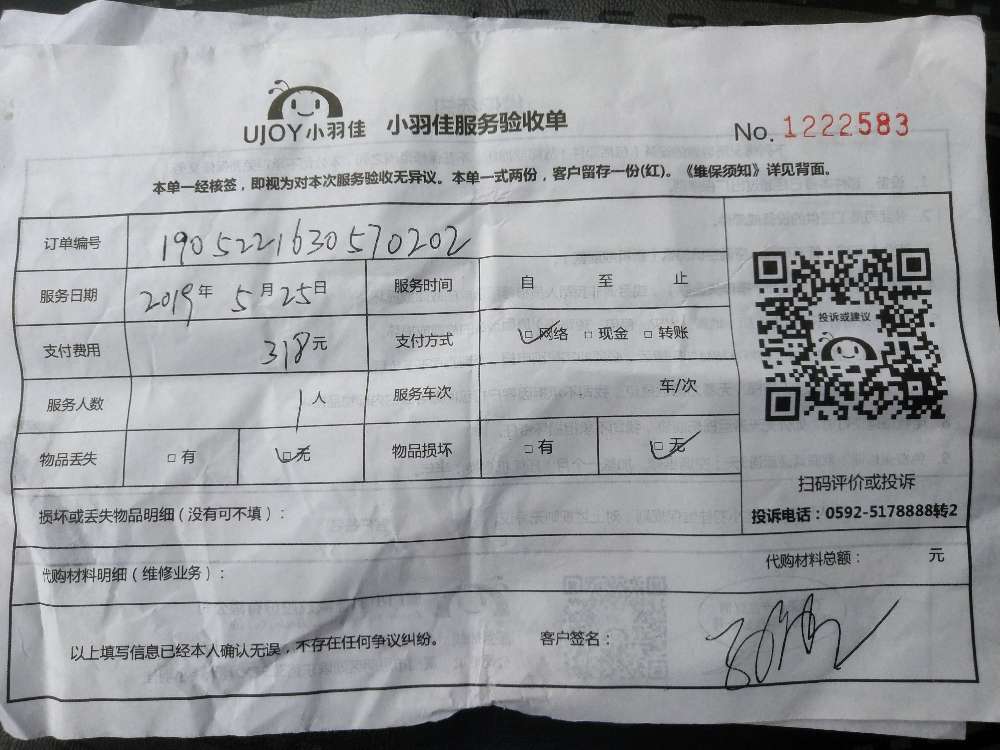 UJOY小羽佳 小羽佳服务验收单
No. 1222583
本单一经核签，即视为对本次服务验收无异议。本单一式两份，客户留存一份(红)。《维保须知》详见背面。
订单编号 1905221630570202
服务日期 2019年 5月25日 服务时间 自 至 止
支付费用 318元 支付方式 □网络 □现金 □转账
服务人数 1人 服务车次 车/次
物品丢失 □有 □无 物品损坏 □有 □无
投诉或建议
扫码评价或投诉
投诉电话：0592-5178888转2
损坏或丢失物品明细（没有可不填）：
代购材料明细（维修业务）： 代购材料总额： 元
以上填写信息已经本人确认无误，不存在任何争议纠纷。 客户签名：